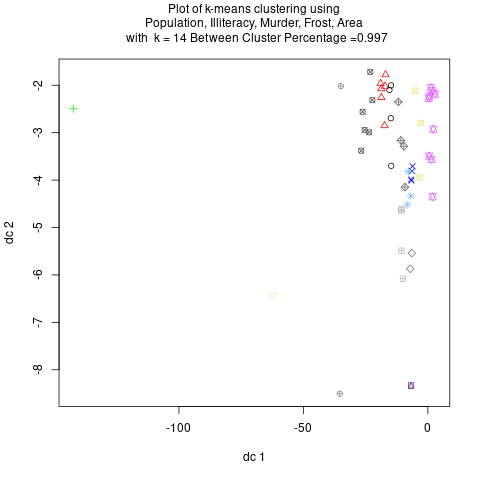 Plot of k-means clustering using
Population, Illiteracy, Murder, Frost, Area
with k = 14 Between Cluster Percentage =0.997
-2
-3
-4
-5
-6
-7
-8
dc 2
-100
-50
0
dc 1